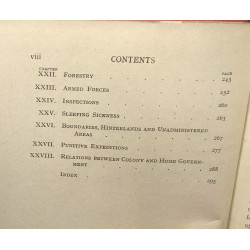 viii CONTENTS
CHAPTER PAGE
XXII. FORESTRY . . . . . . 243
XXIII. ARMED FORCES . . . . . 252
XXIV. INSPECTIONS . . . . . 260
XXV. SLEEPING SICKNESS . . . . . 263
XXVI. BOUNDARIES, HINTERLANDS AND UNADMINISTERED
AREAS . . . . . . 267
XXVII. PUNITIVE EXPEDITIONS . . . . 277
XXVIII. RELATIONS BETWEEN COLONY AND HOME GOVERN-
MENT . . . . . . 288
INDEX . . . . . . 295